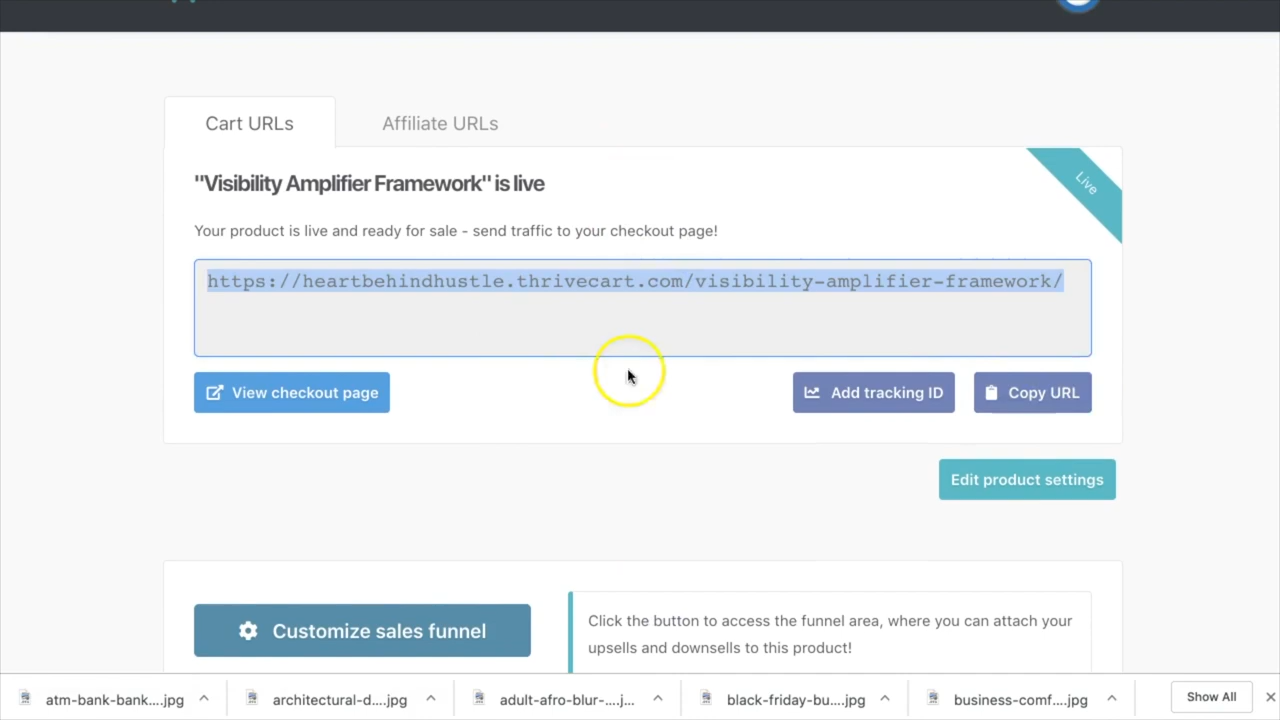 Cart URLs
Affiliate URLs
"Visibility Amplifier Framework" is live
Live
Your product is live and ready for sale - send traffic to your checkout page!
https://heartbehindhustle.thrivecart.com/visibility-amplifier-framework/
View checkout page
Add tracking ID
Copy URL
Edit product settings
Customize sales funnel
Click the button to access the funnel area, where you can attach your
upsells and downsells to this product!
atm-bank-bank....jpg
architectural-d....jpg
adult-afro-blur-....j...
black-friday-bu....jpg
business-comf....jpg
Show All